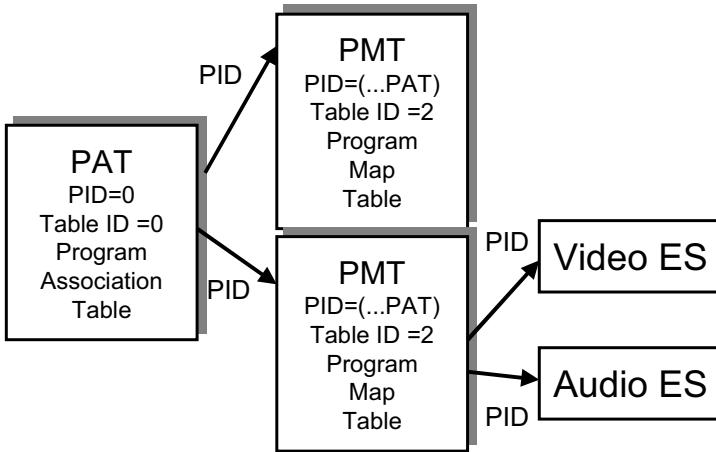 PAT
PID=0
Table ID =0
Program
Association
Table
PID
PMT
PID=(...PAT)
Table ID =2
Program
Map
Table
PID
PMT
PID=(...PAT)
Table ID =2
Program
Map
Table
PID
Video ES
PID
Audio ES